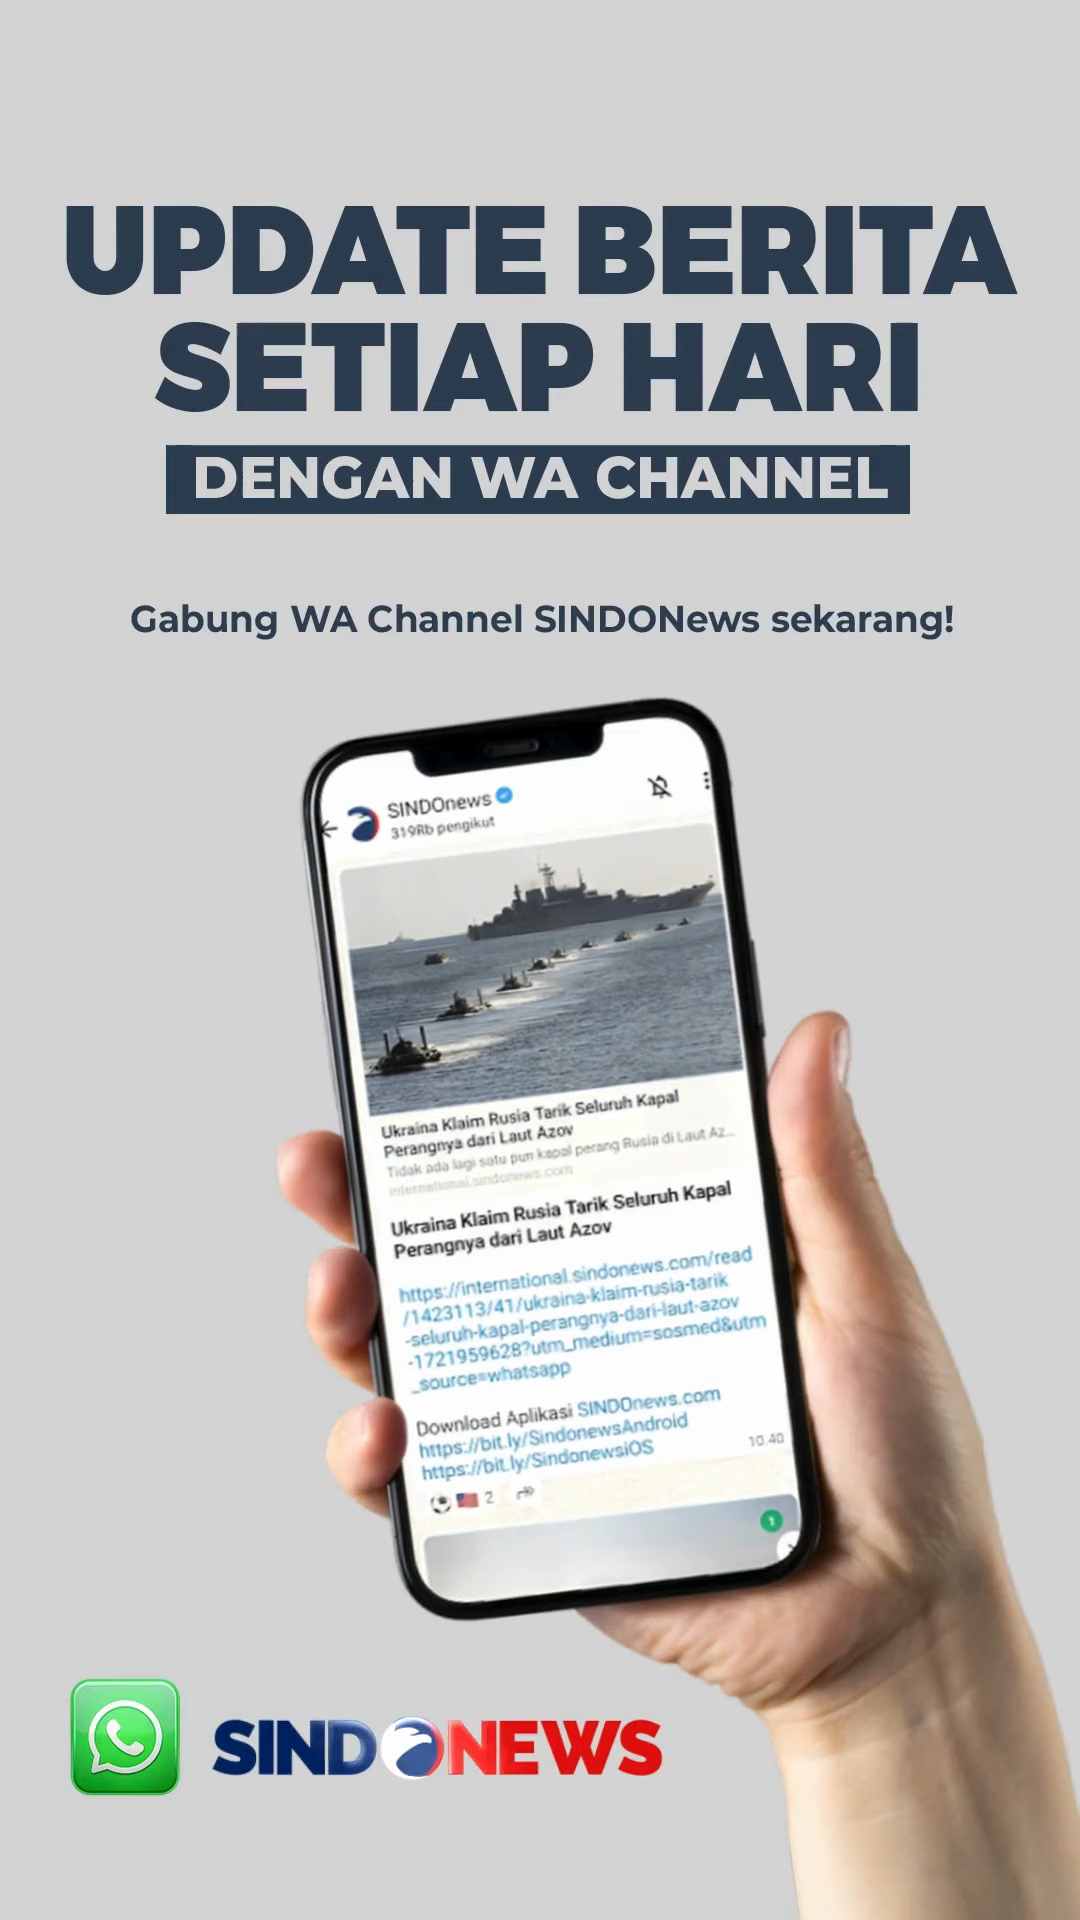 UPDATE BERITA
SETIAP HARI
DENGAN WA CHANNEL
Gabung WA Channel SINDONews sekarang!
SINDOnews
319Rb pengikut
Ukraina Klaim Rusia Tarik Seluruh Kapal
Perangnya dari Laut Azov
Tidak ada lagi satu pun kapal perang Rusia di Laut Az...
international.sindonews.com
Ukraina Klaim Rusia Tarik Seluruh Kapal
Perangnya dari Laut Azov
https://international.sindonews.com/read
/1423113/41/ukraina-klaim-rusia-tarik
-seluruh-kapal-perangnya-dari-laut-azov
-1721959628?utm_medium=sosmed&utm
_source=whatsapp
Download Aplikasi SINDOnews.com
https://bit.ly/SindonewsAndroid
https://bit.ly/SindonewsiOS
10.40
2
1
SINDONEWS